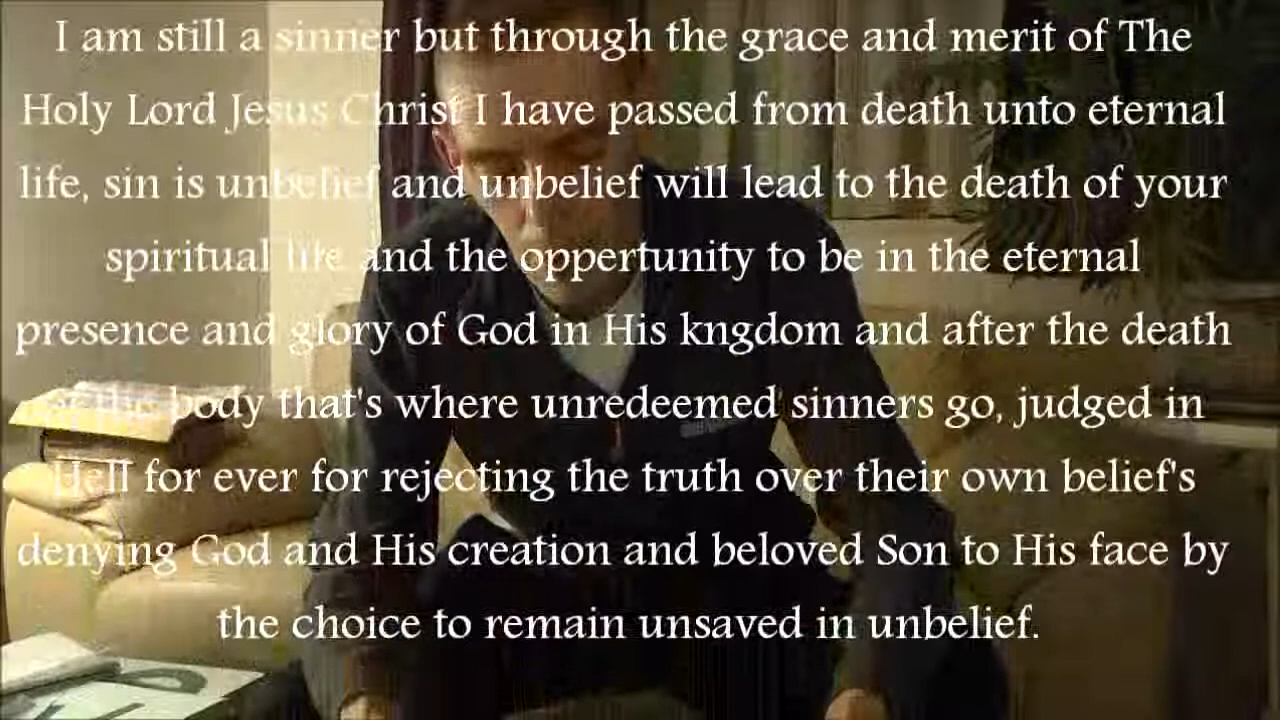 I am still a sinner but through the grace and merit of The
Holy Lord Jesus Christ I have passed from death unto eternal
life, sin is unbelief and unbelief will lead to the death of your
spiritual life and the oppertunity to be in the eternal
presence and glory of God in His kngdom and after the death
of the body that's where unredeemed sinners go, judged in
Hell for ever for rejecting the truth over their own belief's
denying God and His creation and beloved Son to His face by
the choice to remain unsaved in unbelief.